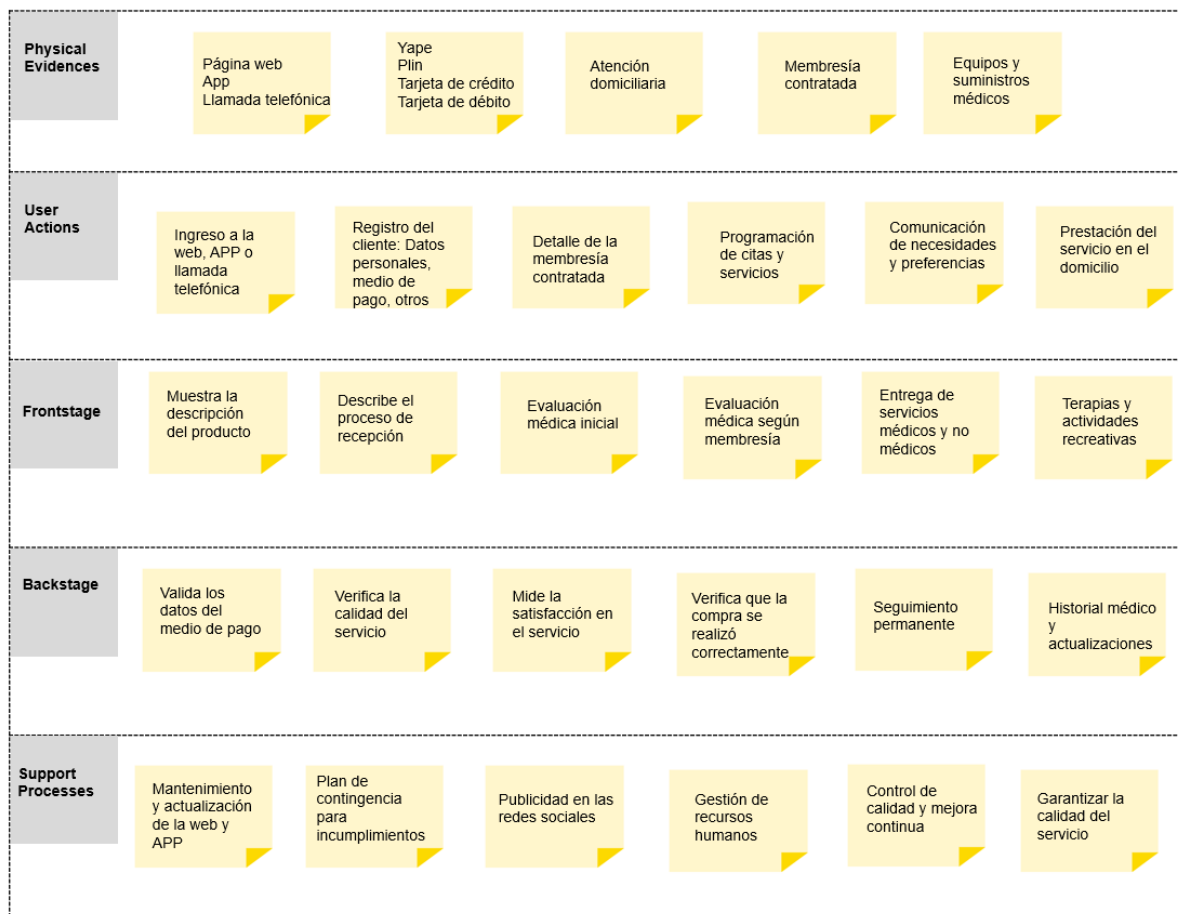 Physical
Evidences
Página web
App
Llamada telefónica
Yape
Plin
Tarjeta de crédito
Tarjeta de débito
Atención
domiciliaria
Membresía
contratada
Equipos y
suministros
médicos
User
Actions
Ingreso a la
web, APP o
llamada
telefónica
Registro del
cliente: Datos
personales,
medio de
pago, otros
Detalle de la
membresía
contratada
Programación
de citas y
servicios
Comunicación
de necesidades
y preferencias
Prestación del
servicio en el
domicilio
Frontstage
Muestra la
descripción
del producto
Describe el
proceso de
recepción
Evaluación
médica inicial
Evaluación
médica según
membresía
Entrega de
servicios
médicos y no
médicos
Terapias y
actividades
recreativas
Backstage
Valida los
datos del
medio de pago
Verifica la
calidad del
servicio
Mide la
satisfacción en
el servicio
Verifica que la
compra se
realizó
correctamente
Seguimiento
permanente
Historial médico
y
actualizaciones
Support
Processes
Mantenimiento
y actualización
de la web y
APP
Plan de
contingencia
para
incumplimientos
Publicidad en las
redes sociales
Gestión de
recursos
humanos
Control de
calidad y mejora
continua
Garantizar la
calidad del
servicio